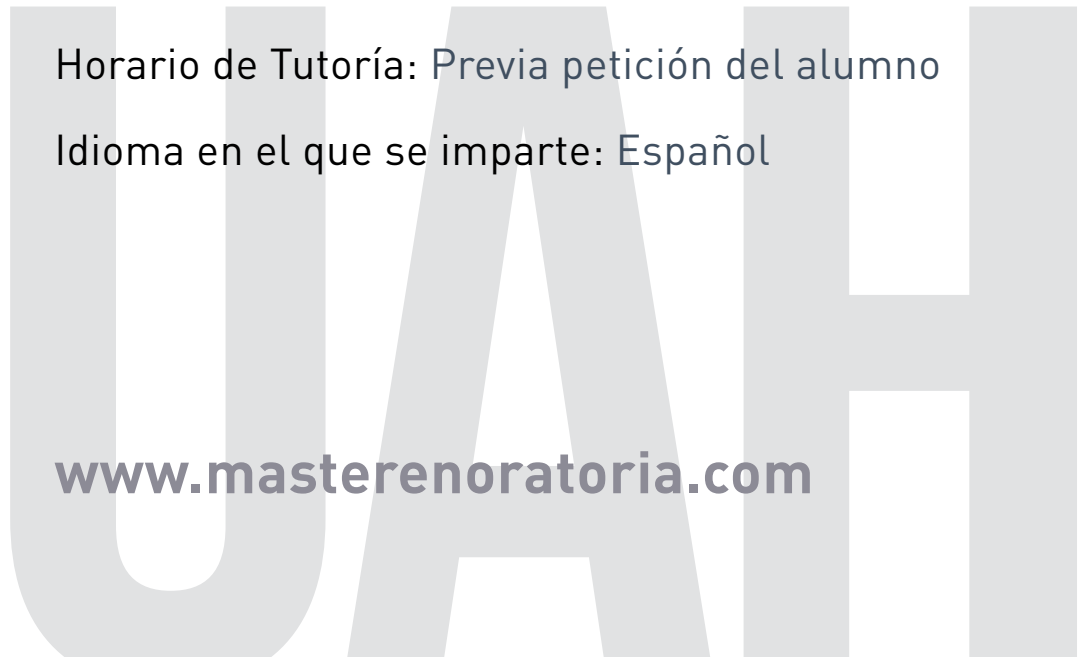 Horario de Tutoría: Previa petición del alumno
Idioma en el que se imparte: Español
www.masterenoratoria.com
UAH